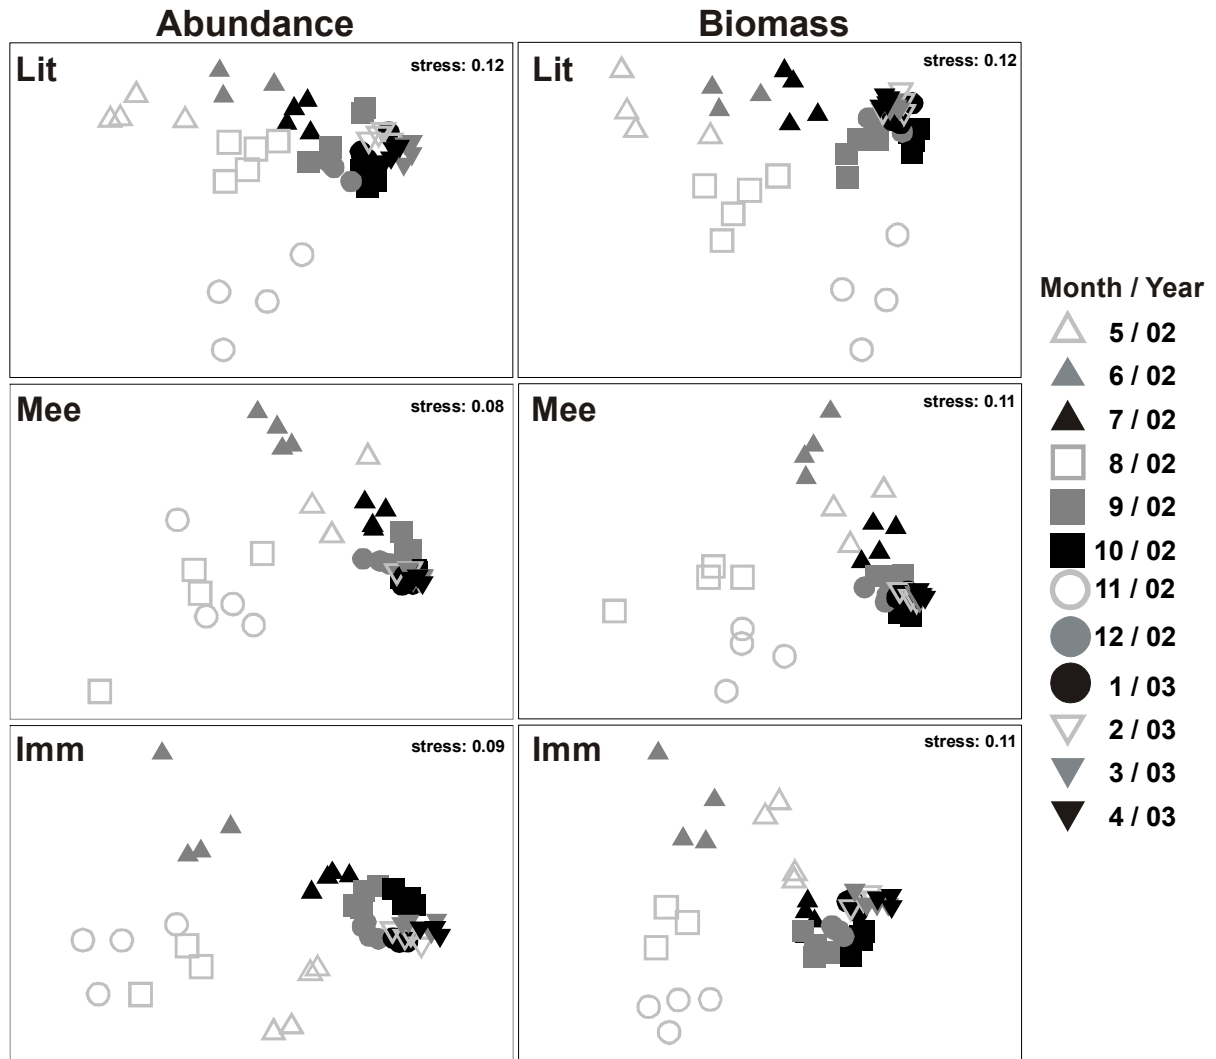 Abundance
Biomass
Lit
stress: 0.12
Lit
stress: 0.12
Mee
stress: 0.08
Mee
stress: 0.11
Imm
stress: 0.09
Imm
stress: 0.11
Month / Year
5 / 02
6 / 02
7 / 02
8 / 02
9 / 02
10 / 02
11 / 02
12 / 02
1 / 03
2 / 03
3 / 03
4 / 03